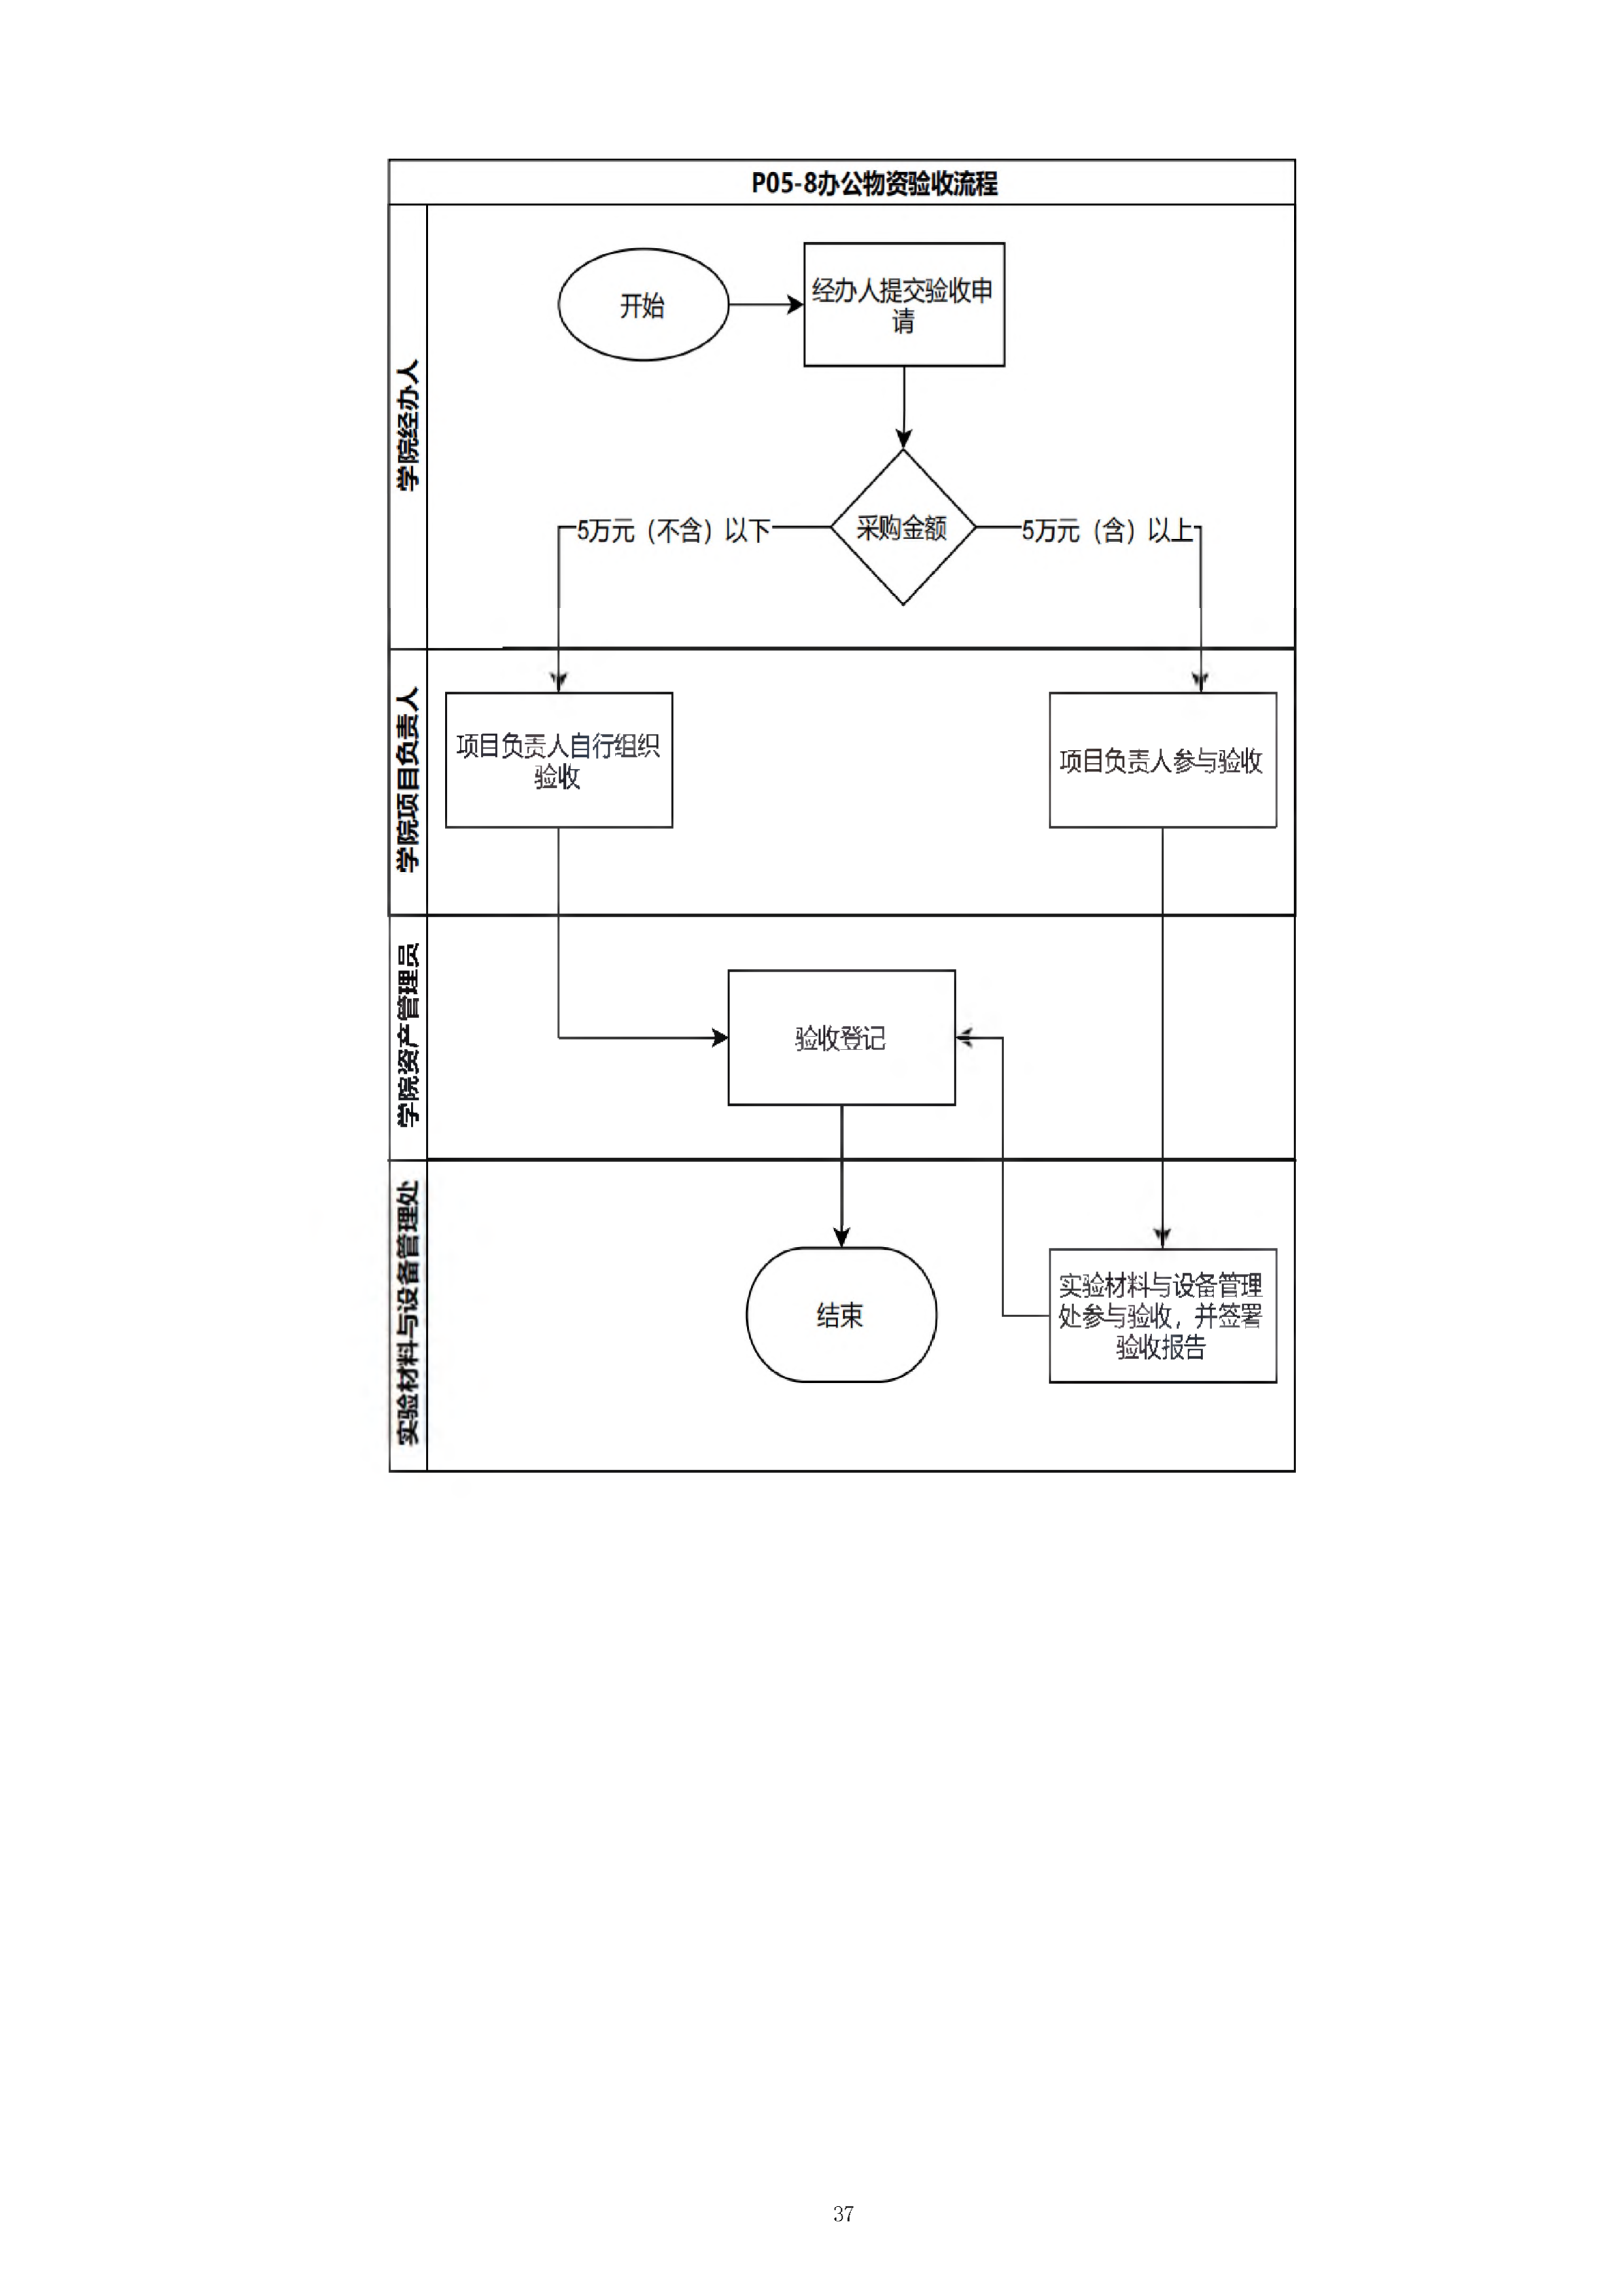 P05-8办公物资验收流程
学院经办人
开始
经办人提交验收申
请
采购金额
5万元（不含）以下
5万元（含）以上
学院项目负责人
项目负责人自行组织
验收
项目负责人参与验收
学院资产管理员
验收登记
实验材料与设备管理处
结束
实验材料与设备管理
处参与验收，并签署
验收报告
37